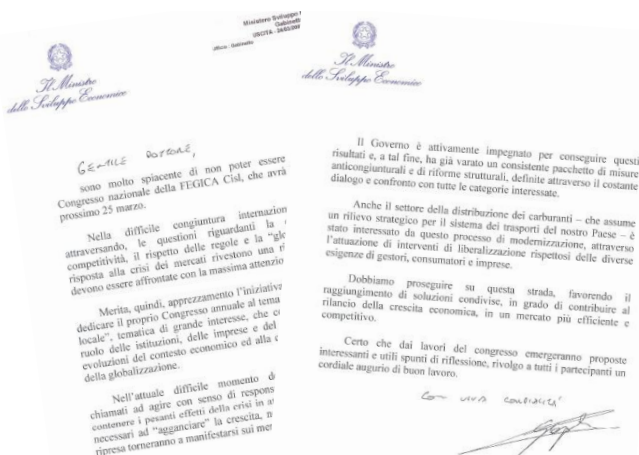 Ministero Sviluppo
Gabinetto
USCITA - 24/03/200
Ufficio - Gabinetto
Il Ministro
dello Sviluppo Economico
GENTILE DOTTORE,
sono molto spiacente di non poter essere
Congresso nazionale della FEGICA Cisl, che avrà
prossimo 25 marzo.
Nella difficile congiuntura internazion
attraversando, le questioni riguardanti la
competitività, il rispetto delle regole e la “gl
risposta alla crisi dei mercati rivestono una r
devono essere affrontate con la massima attenzio
Merita, quindi, apprezzamento l’iniziativa
dedicare il proprio Congresso annuale al tema
locale”, tematica di grande interesse, che c
ruolo delle istituzioni, delle imprese e del
evoluzioni del contesto economico ed alla
della globalizzazione.
Nell’attuale difficile momento d
chiamati ad agire con senso di respons
contenere i pesanti effetti della crisi in a
necessari ad “agganciare” la crescita, n
ripresa torneranno a manifestarsi sui mer
Il Ministro
dello Sviluppo Economico
Il Governo è attivamente impegnato per conseguire questi
risultati e, a tal fine, ha già varato un consistente pacchetto di misure
anticongiunturali e di riforme strutturali, definite attraverso il costante
dialogo e confronto con tutte le categorie interessate.
Anche il settore della distribuzione dei carburanti – che assume
un rilievo strategico per il sistema dei trasporti del nostro Paese – è
stato interessato da questo processo di modernizzazione, attraverso
l’attuazione di interventi di liberalizzazione rispettosi delle diverse
esigenze di gestori, consumatori e imprese.
Dobbiamo proseguire su questa strada, favorendo il
raggiungimento di soluzioni condivise, in grado di contribuire al
rilancio della crescita economica, in un mercato più efficiente e
competitivo.
Certo che dai lavori del congresso emergeranno proposte
interessanti e utili spunti di riflessione, rivolgo a tutti i partecipanti un
cordiale augurio di buon lavoro.
Con viva cordialità